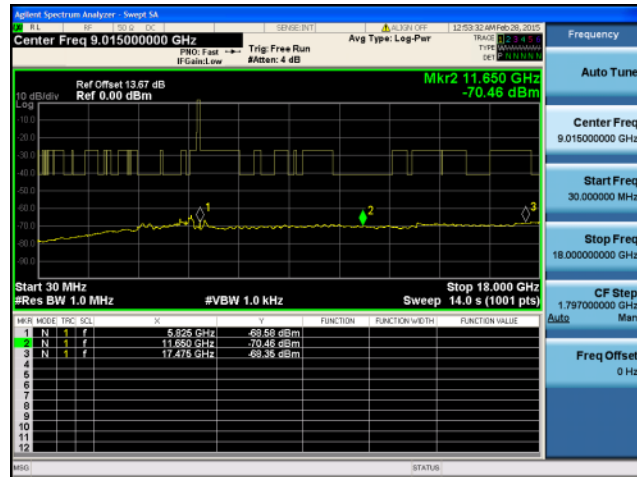 Agilent Spectrum Analyzer - Swept SA
RL RF 50 Ω DC SENSE:INT ALIGN OFF 12:53:32 AM Feb 28, 2015
Center Freq 9.015000000 GHz
PNO: Fast
IFGain:Low
Trig: Free Run
#Atten: 4 dB
Avg Type: Log-Pwr
TRACE 1 2 3 4 5 6
TYPE
DET P N N N N N
Ref Offset 13.67 dB
10 dB/div Ref 0.00 dBm
Log
Mkr2 11.650 GHz
-70.46 dBm
-10.0
-20.0
-30.0
-40.0
-50.0
-60.0
-70.0
-80.0
-90.0
1
2
3
Start 30 MHz Stop 18.000 GHz
#Res BW 1.0 MHz #VBW 1.0 kHz Sweep 14.0 s (1001 pts)
MKR MODE TRC SCL X Y FUNCTION FUNCTION WIDTH FUNCTION VALUE
1 N 1 f 5.825 GHz -68.58 dBm
2 N 1 f 11.650 GHz -70.46 dBm
3 N 1 f 17.475 GHz -68.35 dBm
4
5
6
7
8
9
10
11
12
MSG STATUS
Frequency
Auto Tune
Center Freq
9.015000000 GHz
Start Freq
30.000000 MHz
Stop Freq
18.000000000 GHz
CF Step
1.797000000 GHz
Auto Man
Freq Offset
0 Hz